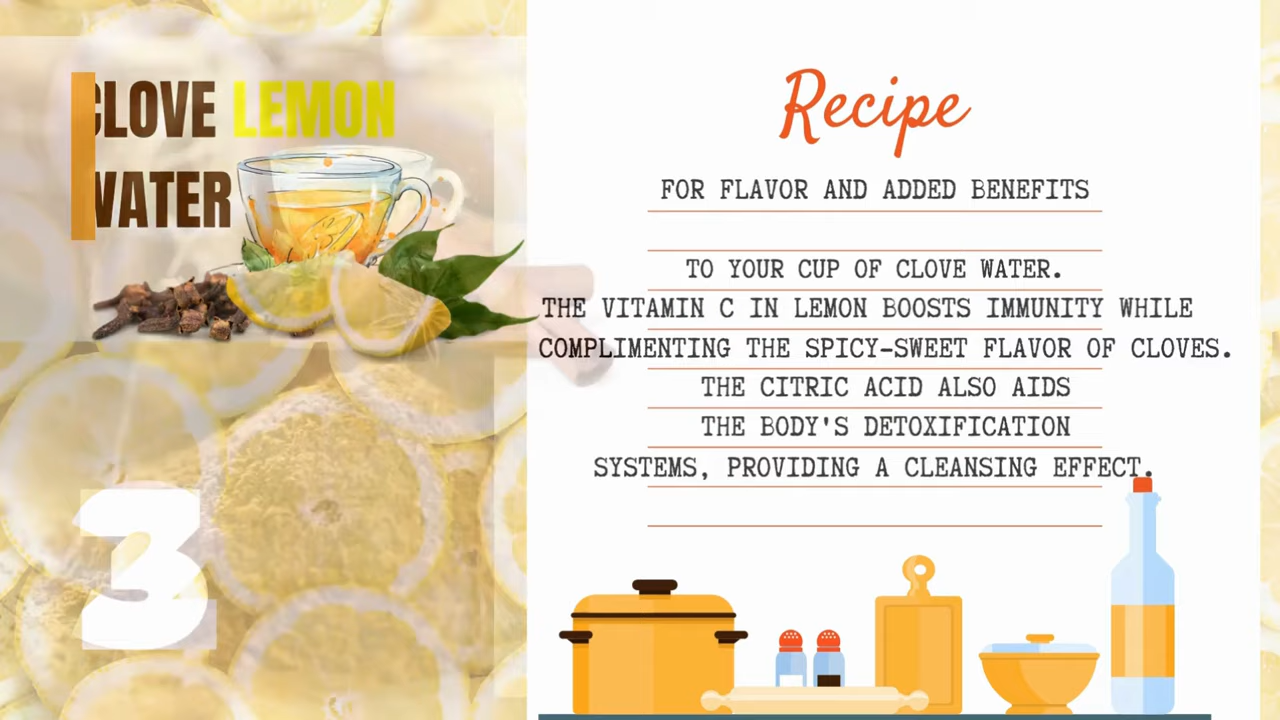 CLOVE LEMON
WATER
3
Recipe
FOR FLAVOR AND ADDED BENEFITS
TO YOUR CUP OF CLOVE WATER.
THE VITAMIN C IN LEMON BOOSTS IMMUNITY WHILE
COMPLIMENTING THE SPICY-SWEET FLAVOR OF CLOVES.
THE CITRIC ACID ALSO AIDS
THE BODY'S DETOXIFICATION
SYSTEMS, PROVIDING A CLEANSING EFFECT.